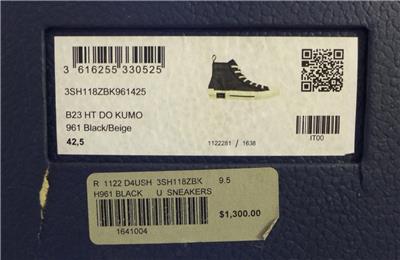 3 616255 330525
3SH118ZBK961425
B23 HT DO KUMO
961 Black/Beige
42,5
1122281 / 1638
IT00
R 1122 D4USH 3SH118ZBK 9.5
H961 BLACK U SNEAKERS
$1,300.00
1641004